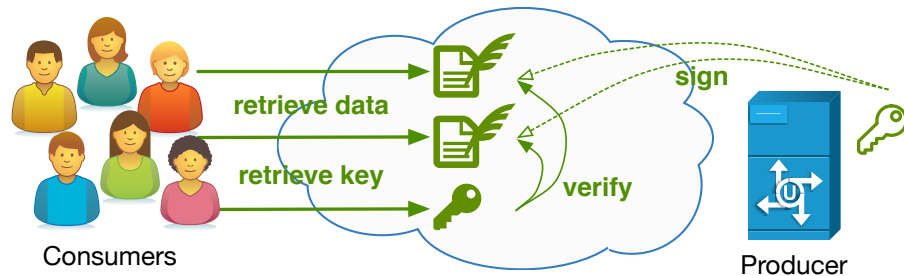 sign
retrieve data
retrieve key
verify
U
Consumers
Producer